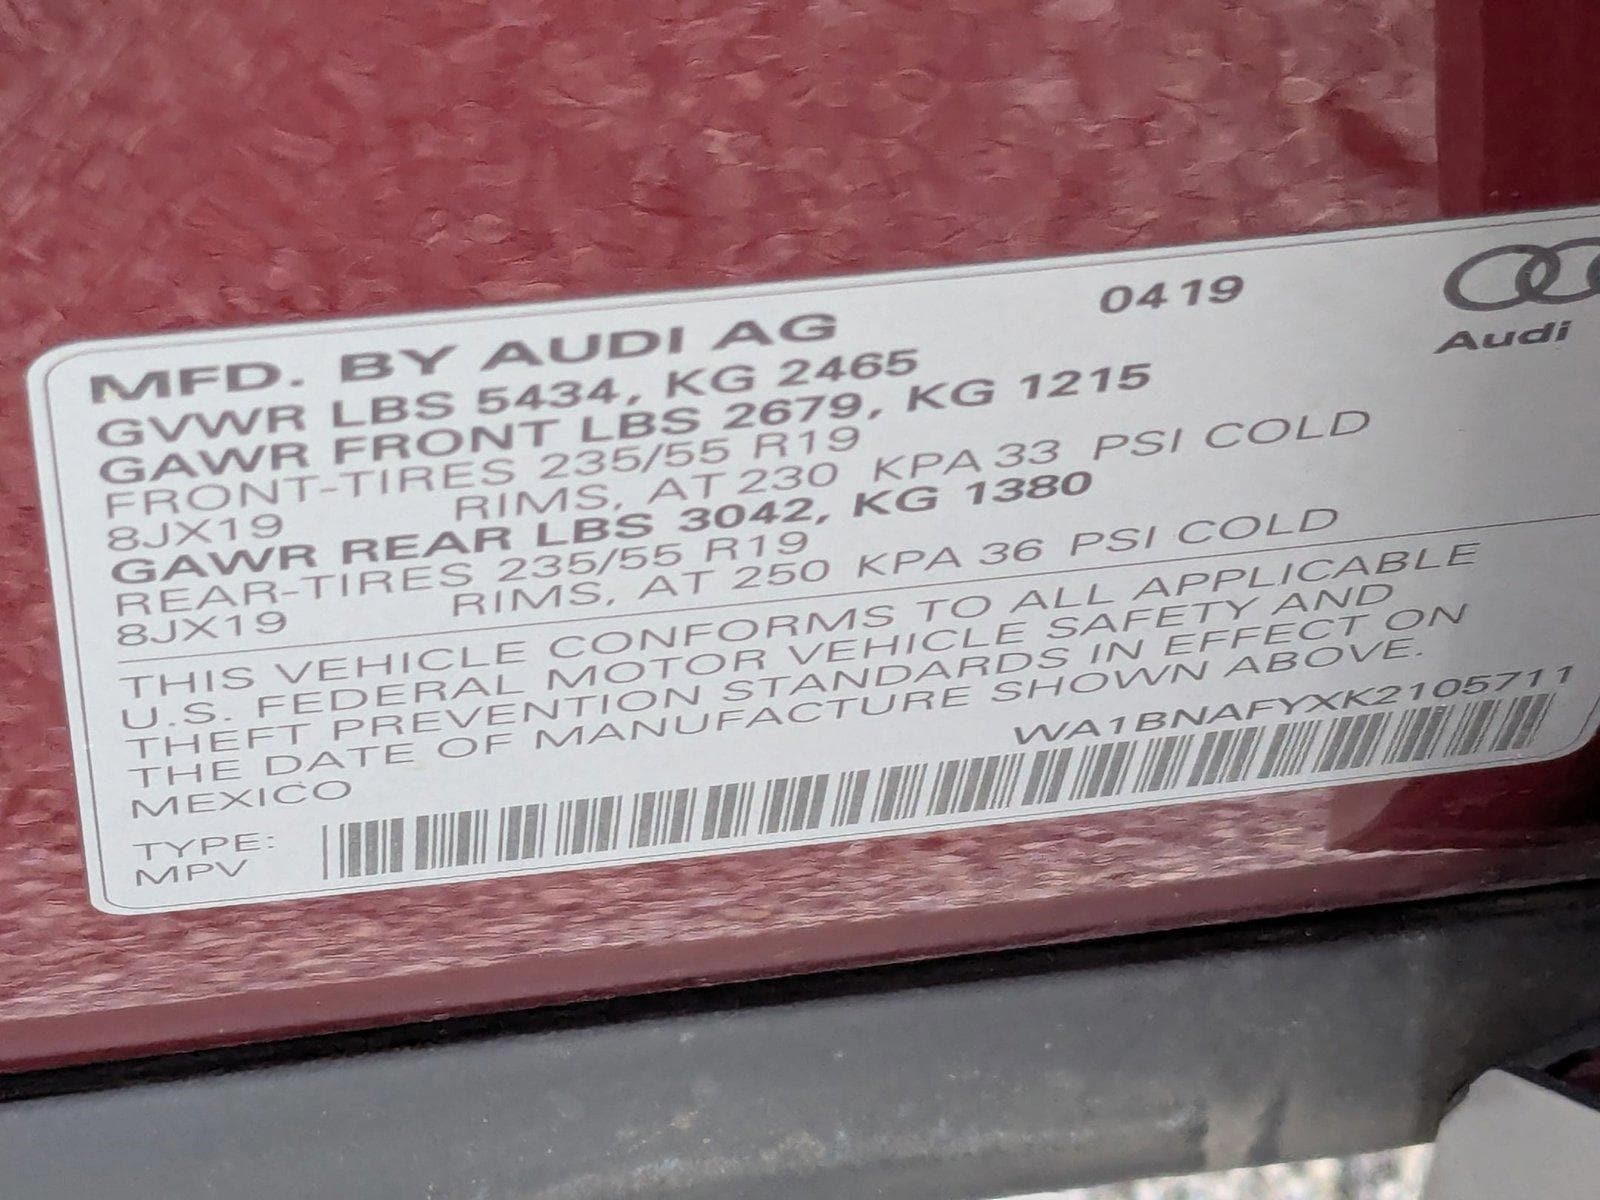 MFD. BY AUDI AG 0419
Audi
GVWR LBS 5434, KG 2465
GAWR FRONT LBS 2679, KG 1215
FRONT-TIRES 235/55 R19
8JX19 RIMS, AT 230 KPA 33 PSI COLD
GAWR REAR LBS 3042, KG 1380
REAR-TIRES 235/55 R19
8JX19 RIMS, AT 250 KPA 36 PSI COLD
THIS VEHICLE CONFORMS TO ALL APPLICABLE
U.S. FEDERAL MOTOR VEHICLE SAFETY AND
THEFT PREVENTION STANDARDS IN EFFECT ON
THE DATE OF MANUFACTURE SHOWN ABOVE.
MEXICO WA1BNAFYXK2105711
TYPE:
MPV